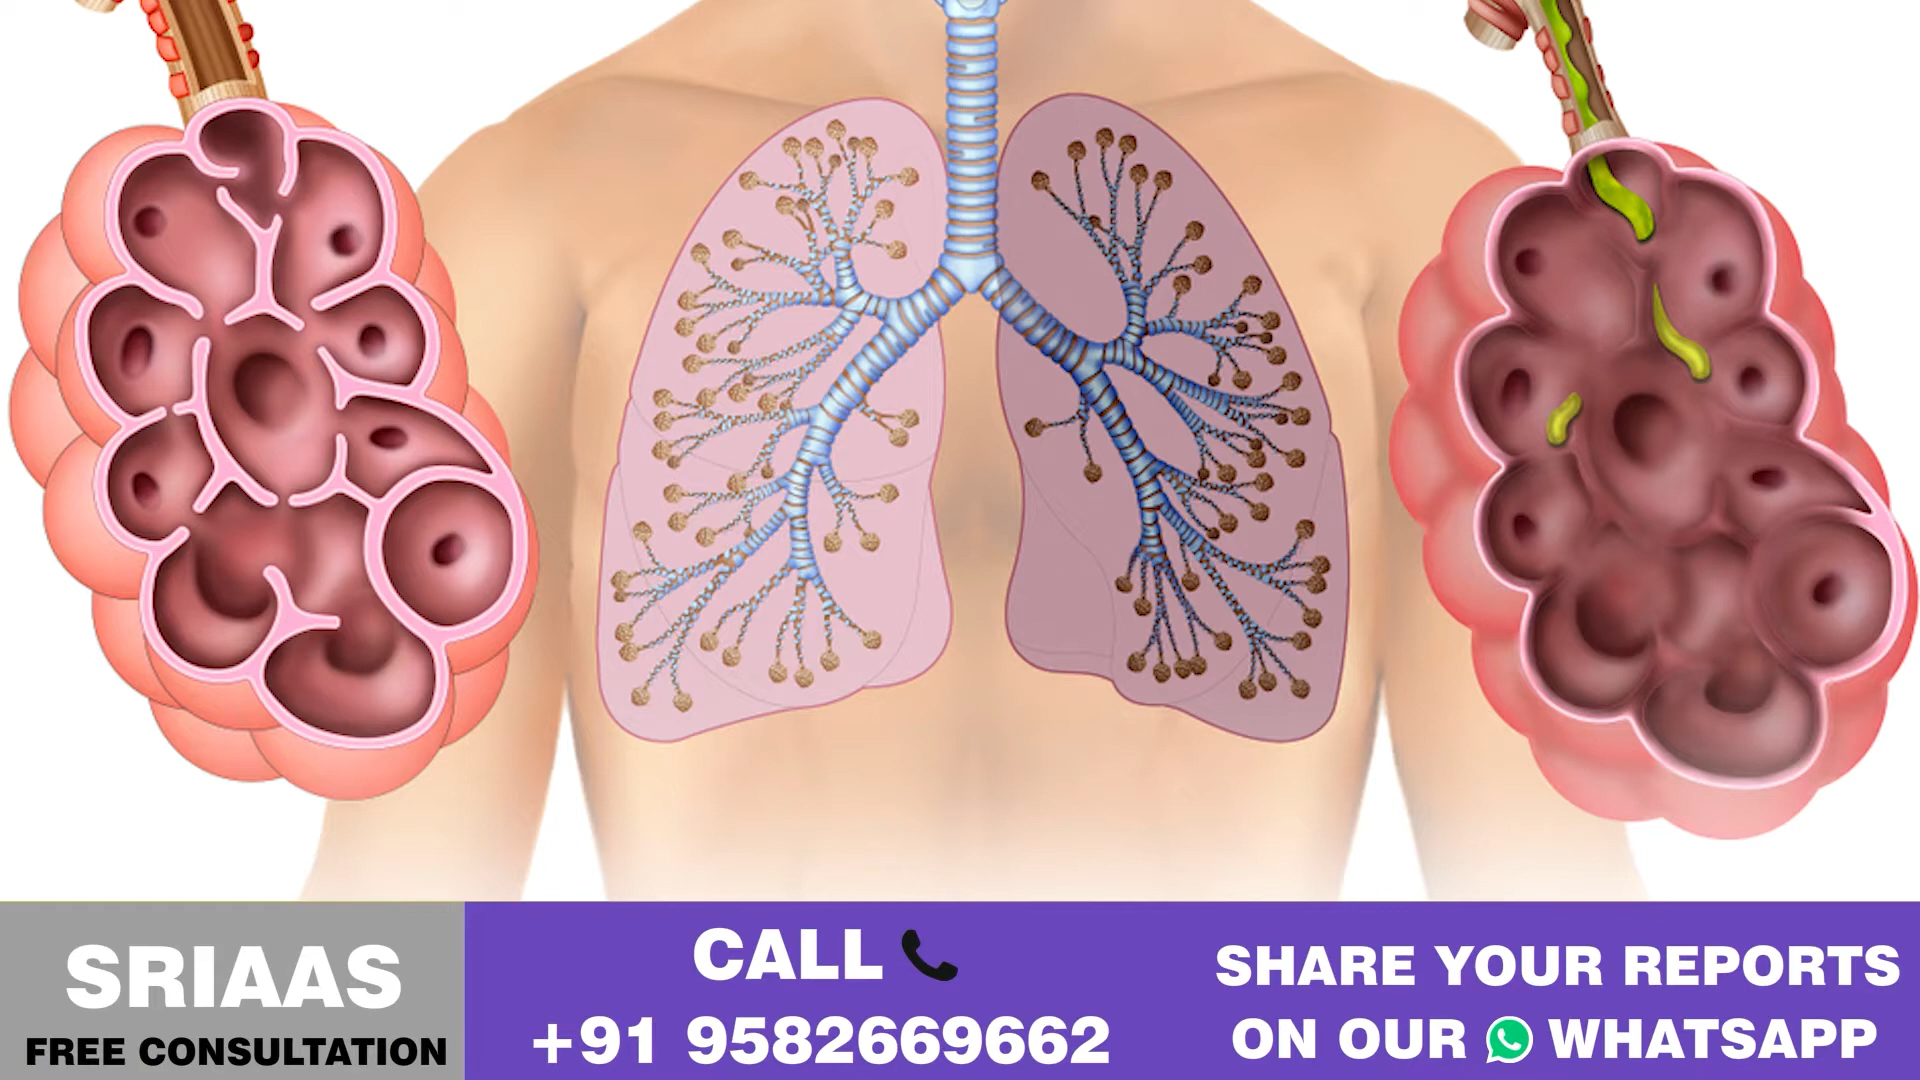 SRIAAS
FREE CONSULTATION
CALL
+91 9582669662
SHARE YOUR REPORTS
ON OUR WHATSAPP